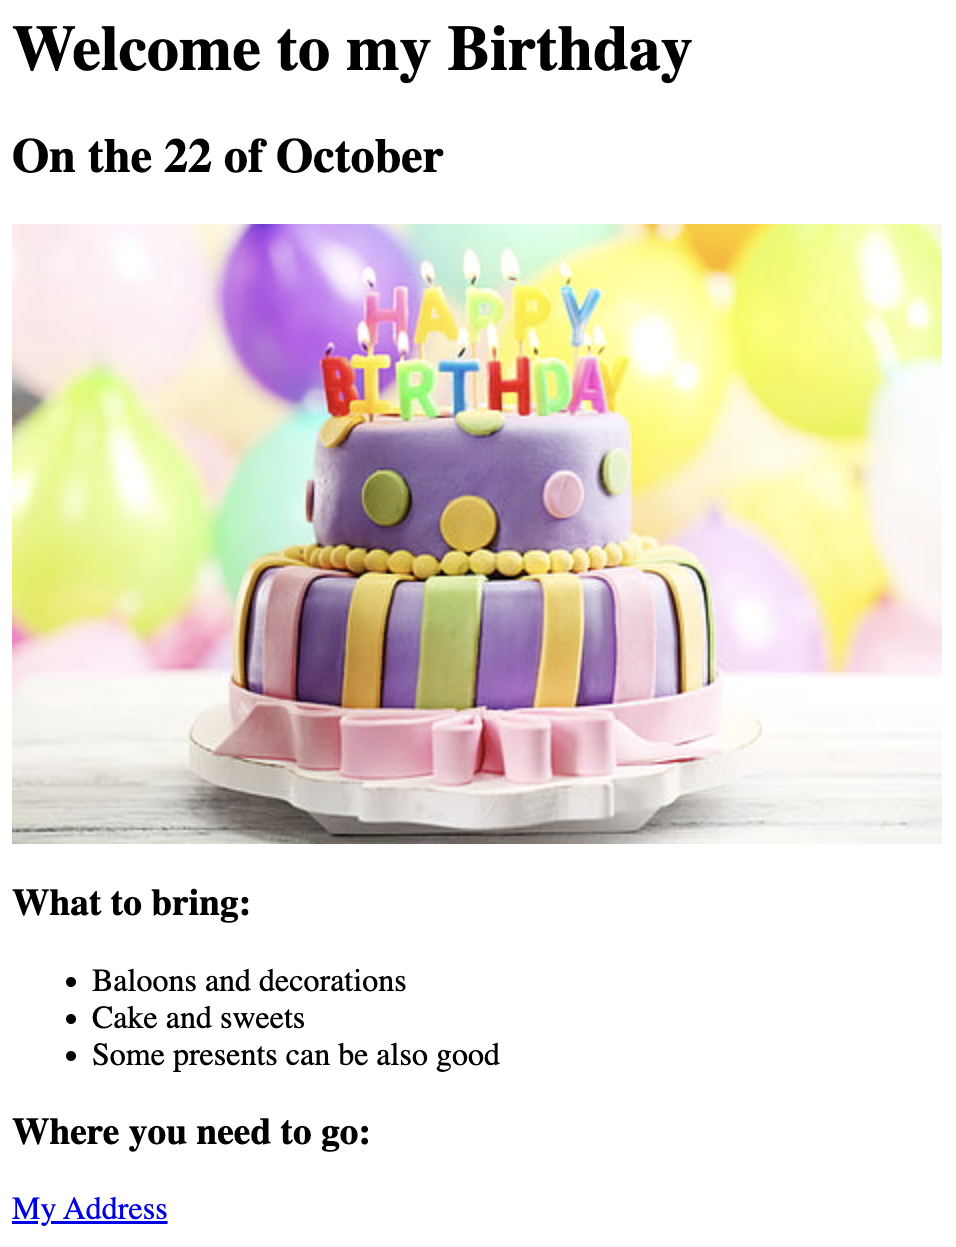 Welcome to my Birthday
On the 22 of October
HAPPY
BIRTHDAY
What to bring:
Baloons and decorations
Cake and sweets
Some presents can be also good
Where you need to go:
My Address